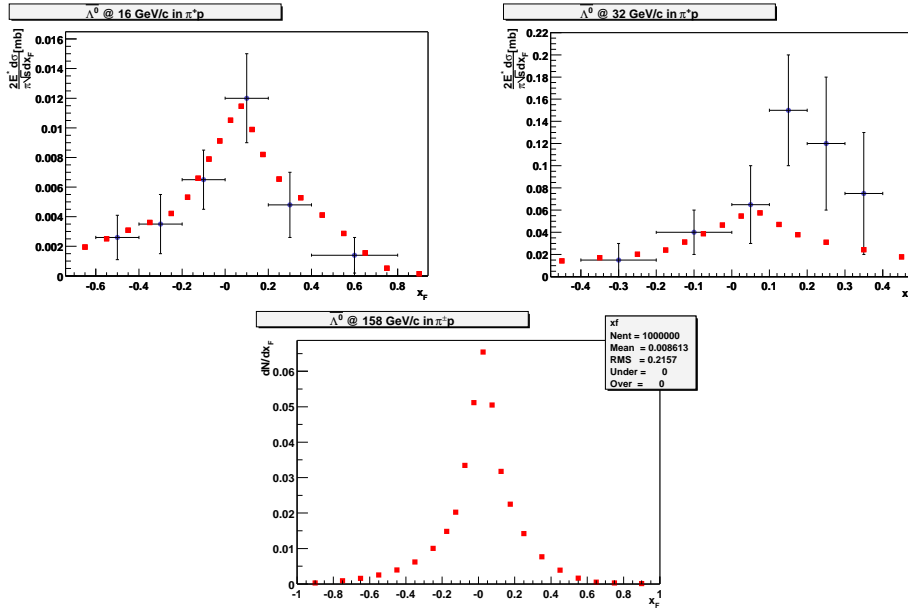 Λ⁰ @ 16 GeV/c in π⁺p
2E* dσ/π√s dx_F [mb]
0.016
0.014
0.012
0.01
0.008
0.006
0.004
0.002
0
-0.6 -0.4 -0.2 -0 0.2 0.4 0.6 0.8
x_F
Λ⁰ @ 32 GeV/c in π⁺p
2E* dσ/π√s dx_F [mb]
0.22
0.2
0.18
0.16
0.14
0.12
0.1
0.08
0.06
0.04
0.02
0
-0.4 -0.3 -0.2 -0.1 -0 0.1 0.2 0.3 0.4
x
Λ⁰ @ 158 GeV/c in π±p
dN/dx_F
0.06
0.05
0.04
0.03
0.02
0.01
0
-1 -0.8 -0.6 -0.4 -0.2 -0 0.2 0.4 0.6 0.8 1
x_F
xf
Nent = 1000000
Mean = 0.008613
RMS = 0.2157
Under = 0
Over = 0